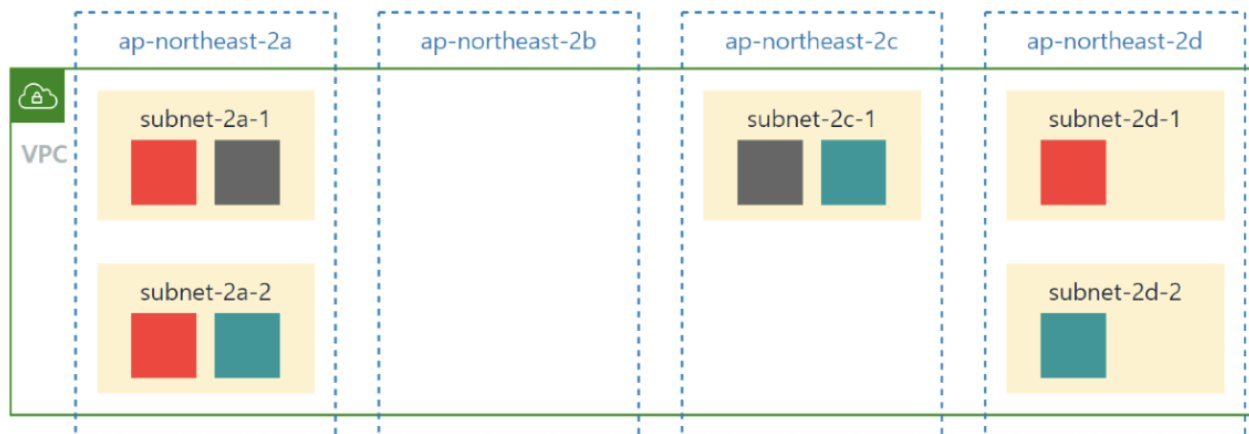 ap-northeast-2a
ap-northeast-2b
ap-northeast-2c
ap-northeast-2d
VPC
subnet-2a-1
subnet-2c-1
subnet-2d-1
subnet-2a-2
subnet-2d-2